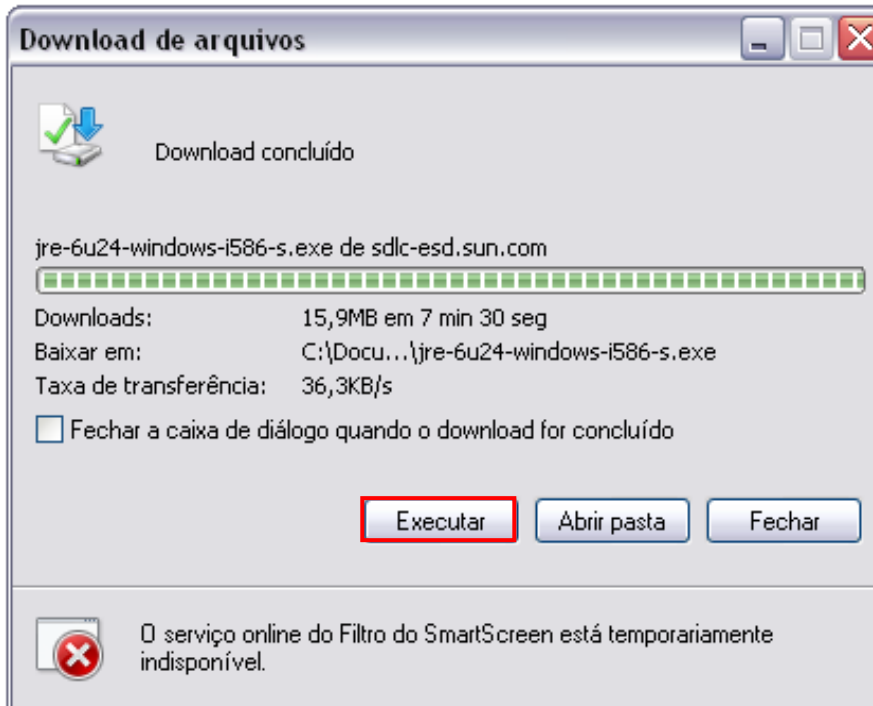 Download de arquivos
Download concluído
jre-6u24-windows-i586-s.exe de sdlc-esd.sun.com
Downloads: 15,9MB em 7 min 30 seg
Baixar em: C:\Docu...\jre-6u24-windows-i586-s.exe
Taxa de transferência: 36,3KB/s
Fechar a caixa de diálogo quando o download for concluído
Executar Abrir pasta Fechar
O serviço online do Filtro do SmartScreen está temporariamente
indisponível.